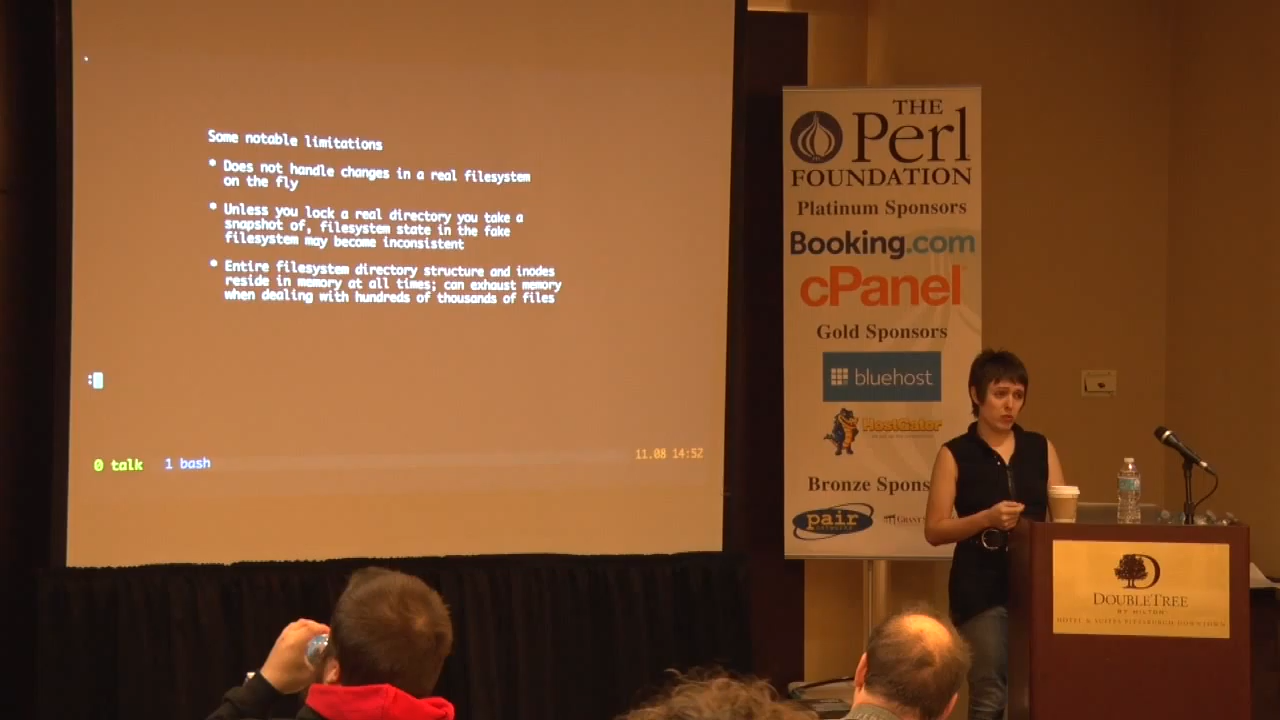 Some notable limitations
* Does not handle changes in a real filesystem
on the fly
* Unless you lock a real directory you take a
snapshot of, filesystem state in the fake
filesystem may become inconsistent
* Entire filesystem directory structure and inodes
reside in memory at all times; can exhaust memory
when dealing with hundreds of thousands of files
:
0 talk 1 bash
11.08 14:52
THE
Perl
FOUNDATION
Platinum Sponsors
Booking.com
cPanel
Gold Sponsors
bluehost
HostGator
Bronze Spons
pair
DOUBLETREE
BY HILTON
HOTEL & SUITES PITTSBURGH DOWNTOWN